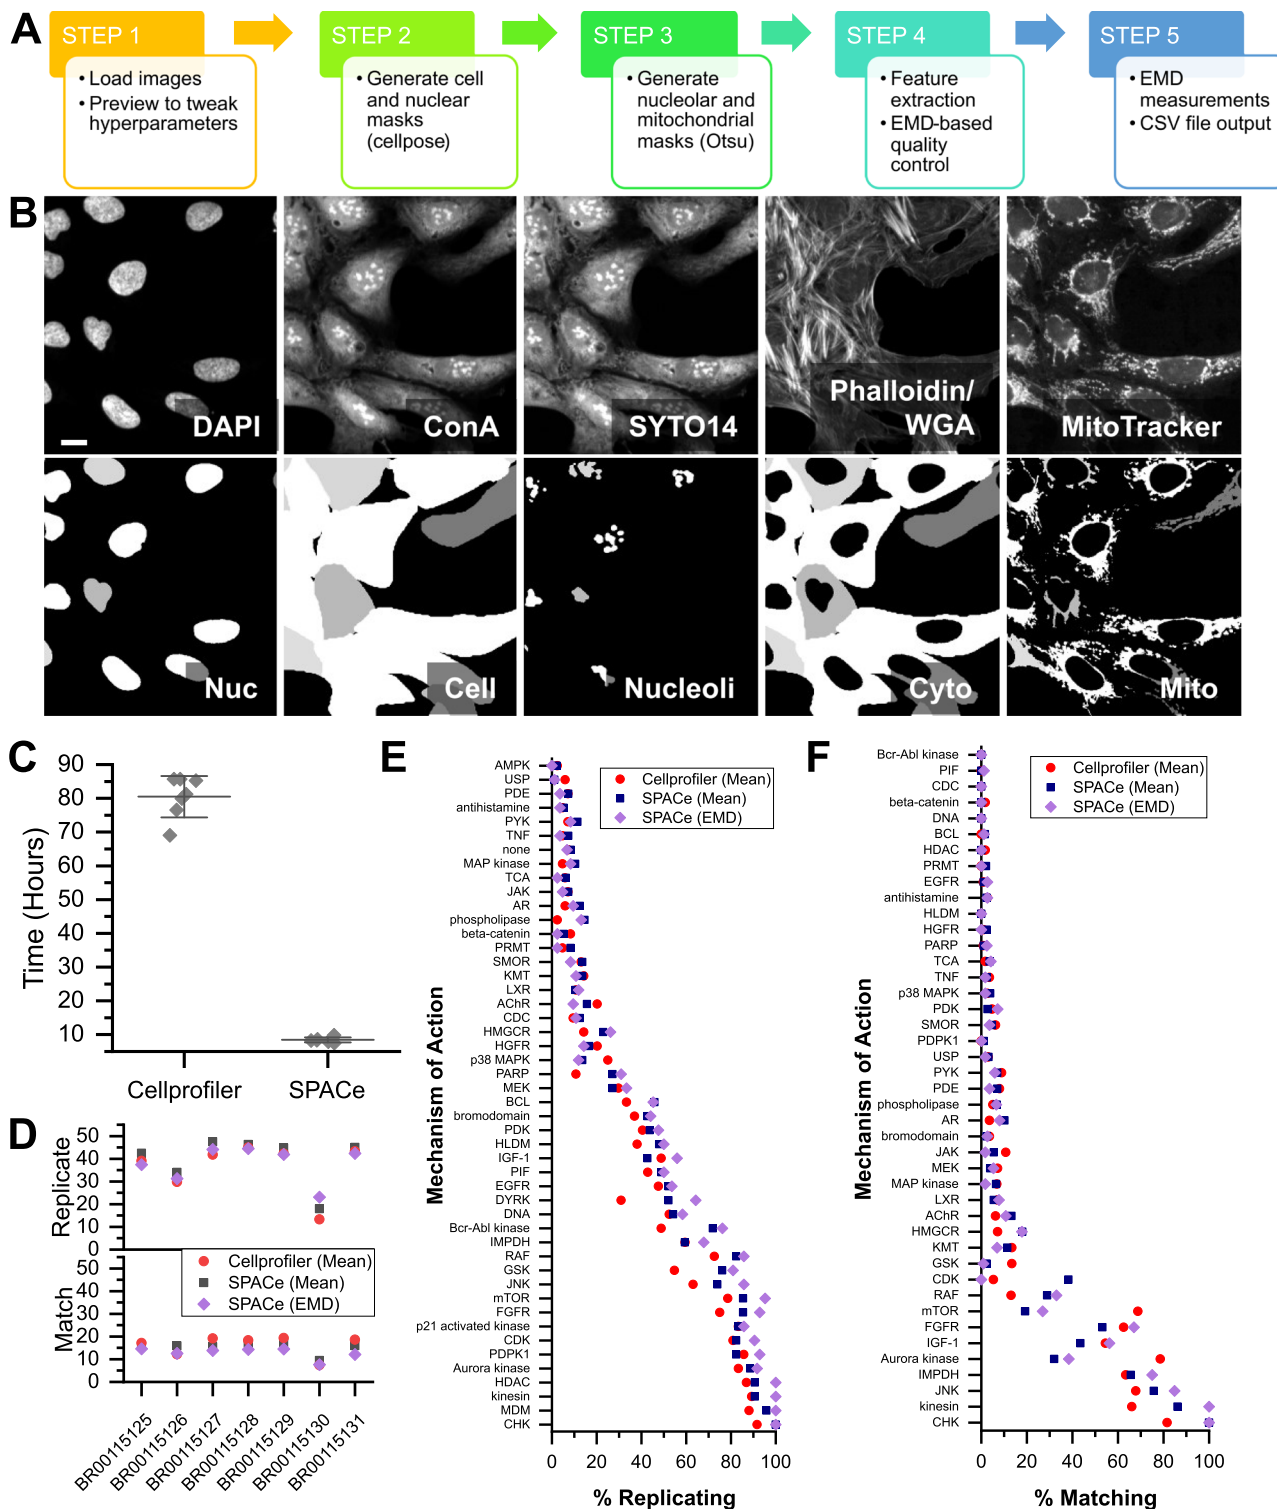 A
STEP 1
• Load images
• Preview to tweak
hyperparameters
STEP 2
• Generate cell
and nuclear
masks
(cellpose)
STEP 3
• Generate
nucleolar and
mitochondrial
masks (Otsu)
STEP 4
• Feature
extraction
• EMD-based
quality
control
STEP 5
• EMD
measurements
• CSV file output
B
DAPI
ConA
SYTO14
Phalloidin/
WGA
MitoTracker
Nuc
Cell
Nucleoli
Cyto
Mito
C
Time (Hours)
90
80
70
60
50
40
30
20
10
Cellprofiler
SPACe
D
Replicate
50
40
30
20
10
0
Cellprofiler (Mean)
SPACe (Mean)
SPACe (EMD)
Match
50
40
30
20
10
0
BR00115125
BR00115126
BR00115127
BR00115128
BR00115129
BR00115130
BR00115131
E
Mechanism of Action
Cellprofiler (Mean)
SPACe (Mean)
SPACe (EMD)
AMPK
USP
PDE
antihistamine
PYK
TNF
none
MAP kinase
TCA
JAK
AR
phospholipase
beta-catenin
PRMT
SMOR
KMT
LXR
AChR
CDC
HMGCR
HGFR
p38 MAPK
PARP
MEK
BCL
bromodomain
PDK
HLDM
IGF-1
PIF
EGFR
DYRK
DNA
Bcr-Abl kinase
IMPDH
RAF
GSK
JNK
mTOR
FGFR
p21 activated kinase
CDK
PDPK1
Aurora kinase
HDAC
kinesin
MDM
CHK
0 20 40 60 80 100
% Replicating
F
Mechanism of Action
Cellprofiler (Mean)
SPACe (Mean)
SPACe (EMD)
Bcr-Abl kinase
PIF
CDC
beta-catenin
DNA
BCL
HDAC
PRMT
EGFR
antihistamine
HLDM
HGFR
PARP
TCA
TNF
p38 MAPK
PDK
SMOR
PDPK1
USP
PYK
PDE
phospholipase
AR
bromodomain
JAK
MEK
MAP kinase
LXR
AChR
HMGCR
KMT
GSK
CDK
RAF
mTOR
FGFR
IGF-1
Aurora kinase
IMPDH
JNK
kinesin
CHK
0 20 40 60 80 100
% Matching